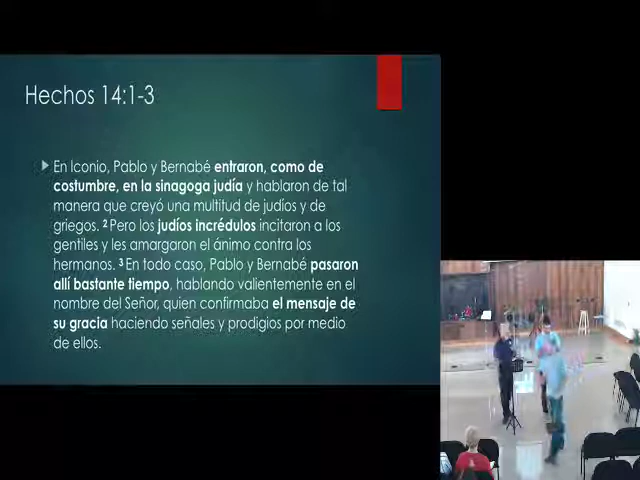 Hechos 14:1-3
En Iconio, Pablo y Bernabé entraron, como de
costumbre, en la sinagoga judía y hablaron de tal
manera que creyó una multitud de judíos y de
griegos. 2 Pero los judíos incrédulos incitaron a los
gentiles y les amargaron el ánimo contra los
hermanos. 3 En todo caso, Pablo y Bernabé pasaron
allí bastante tiempo, hablando valientemente en el
nombre del Señor, quien confirmaba el mensaje de
su gracia haciendo señales y prodigios por medio
de ellos.